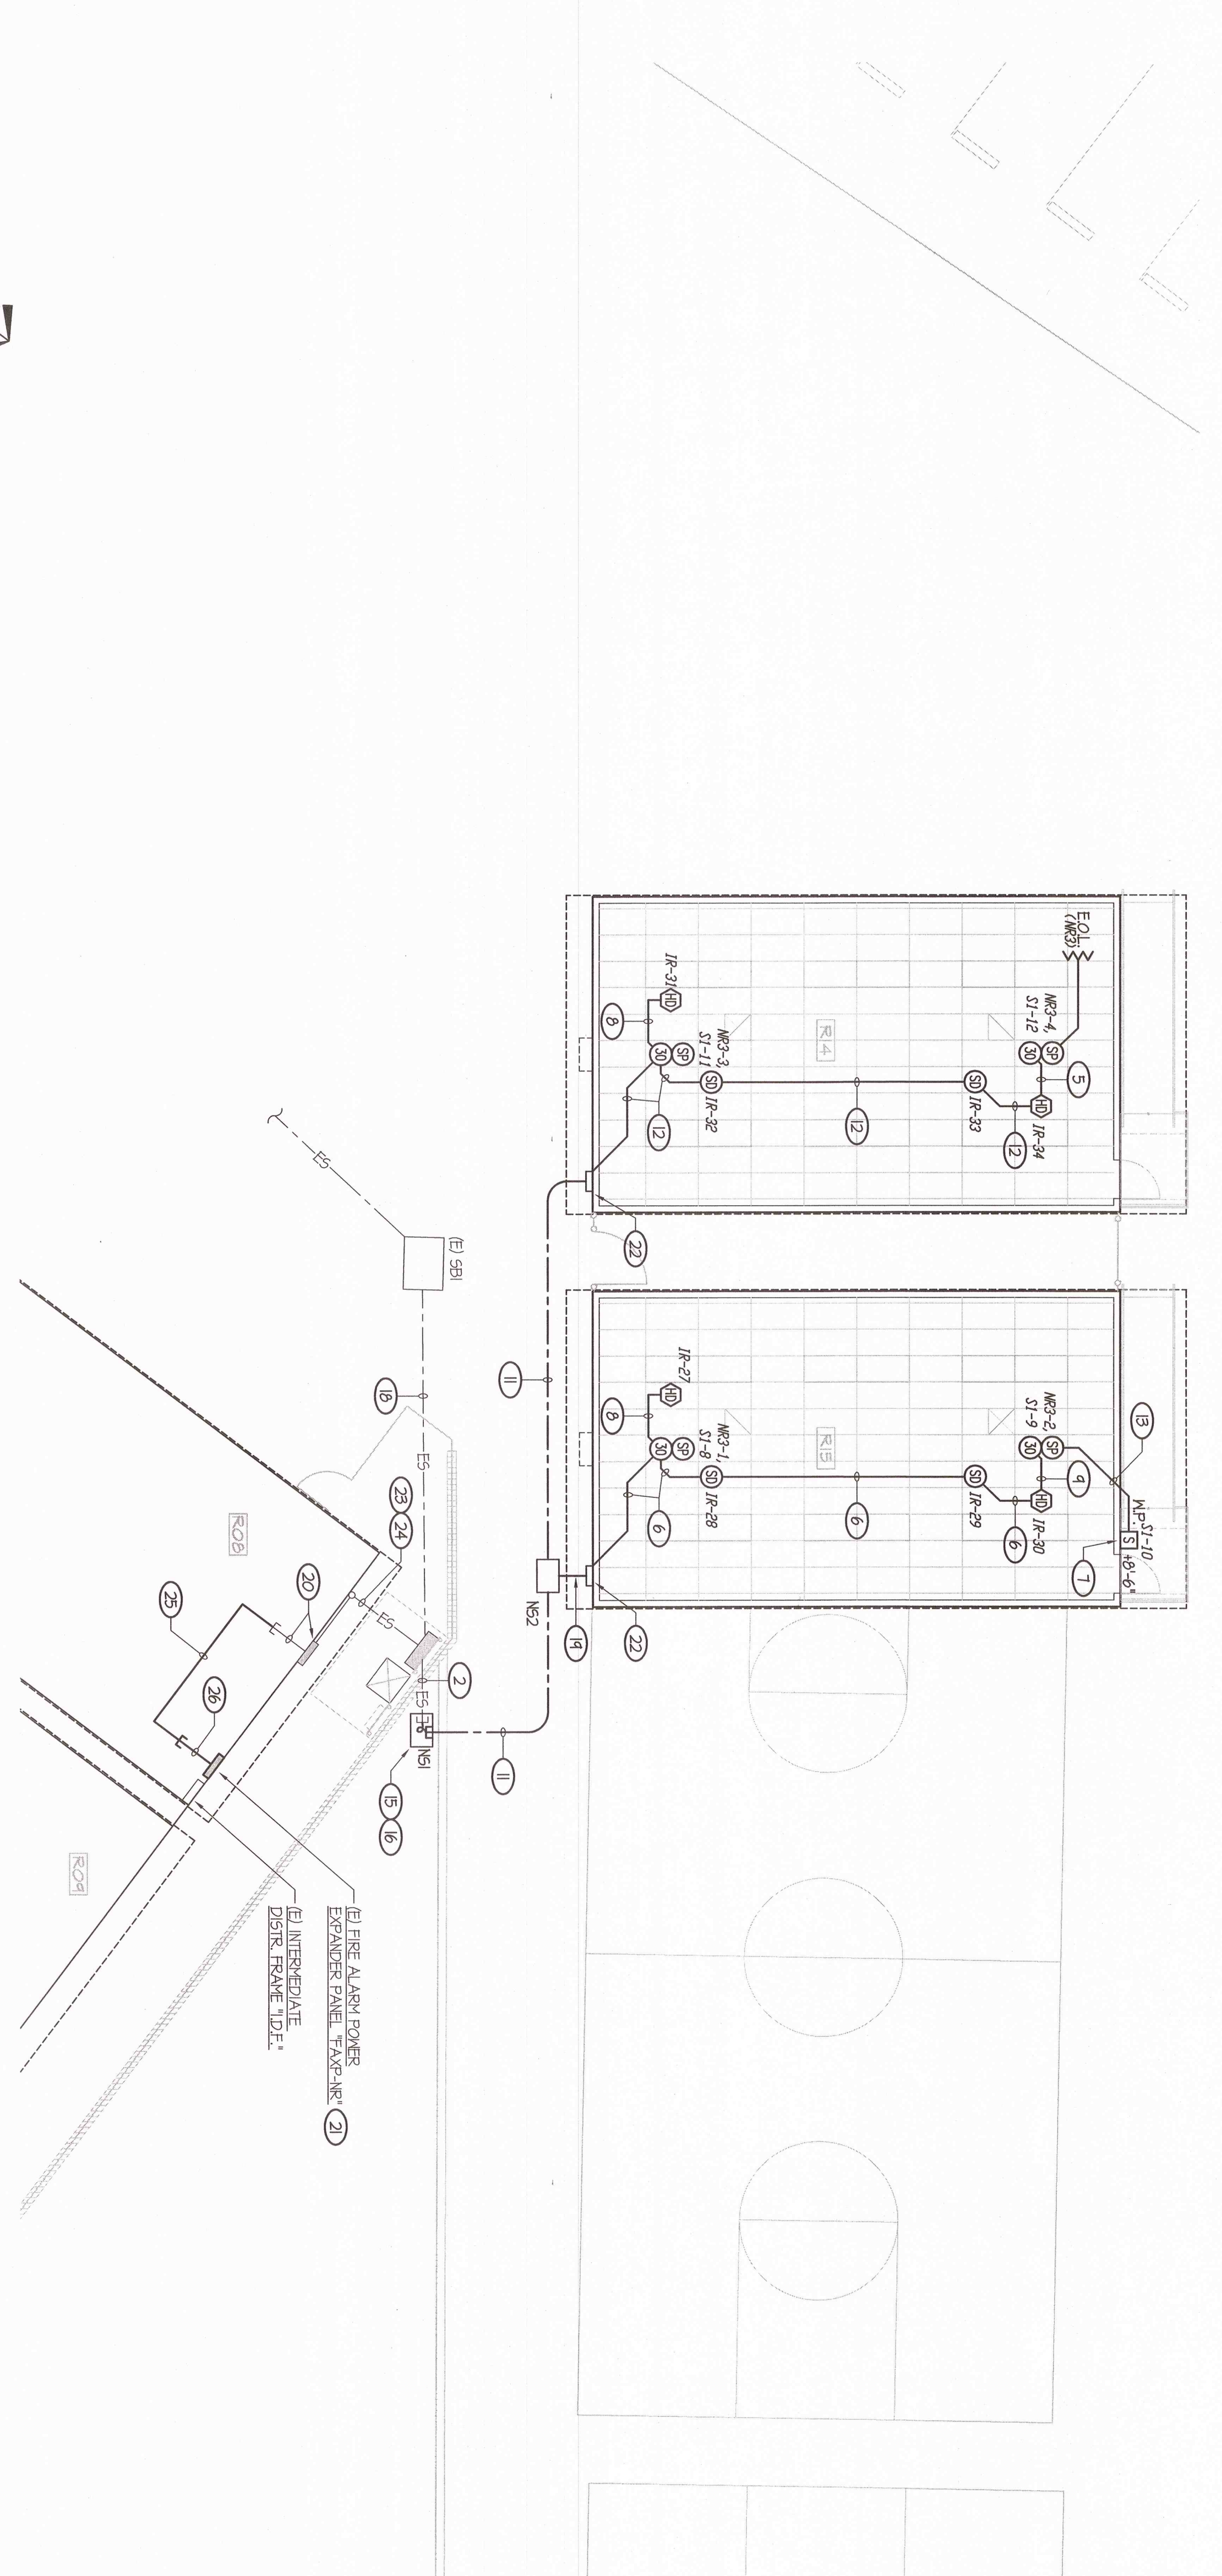 E.O.L.
(NR3)
NR3-4,
S1-12
30
SP
5
HD
IR-34
IR-31
HD
8
30
SP
NR3-3,
S1-11
SD
IR-32
12
R14
12
SD
IR-33
12
22
IR-27
HD
8
30
SP
NR3-1,
S1-8
SD
IR-28
6
R15
6
SD
IR-29
6
NR3-2,
S1-9
30
SP
9
HD
IR-30
13
W.P.
S1-10
S
+8'-6"
7
22
19
NS2
11
11
ES
(E) SB1
18
ES
23
24
R08
20
ES
25
26
2
ES
NS1
15
16
R09
(E) FIRE ALARM POWER
EXPANDER PANEL "FAXP-NR"
21
(E) INTERMEDIATE
DISTR. FRAME "I.D.F."